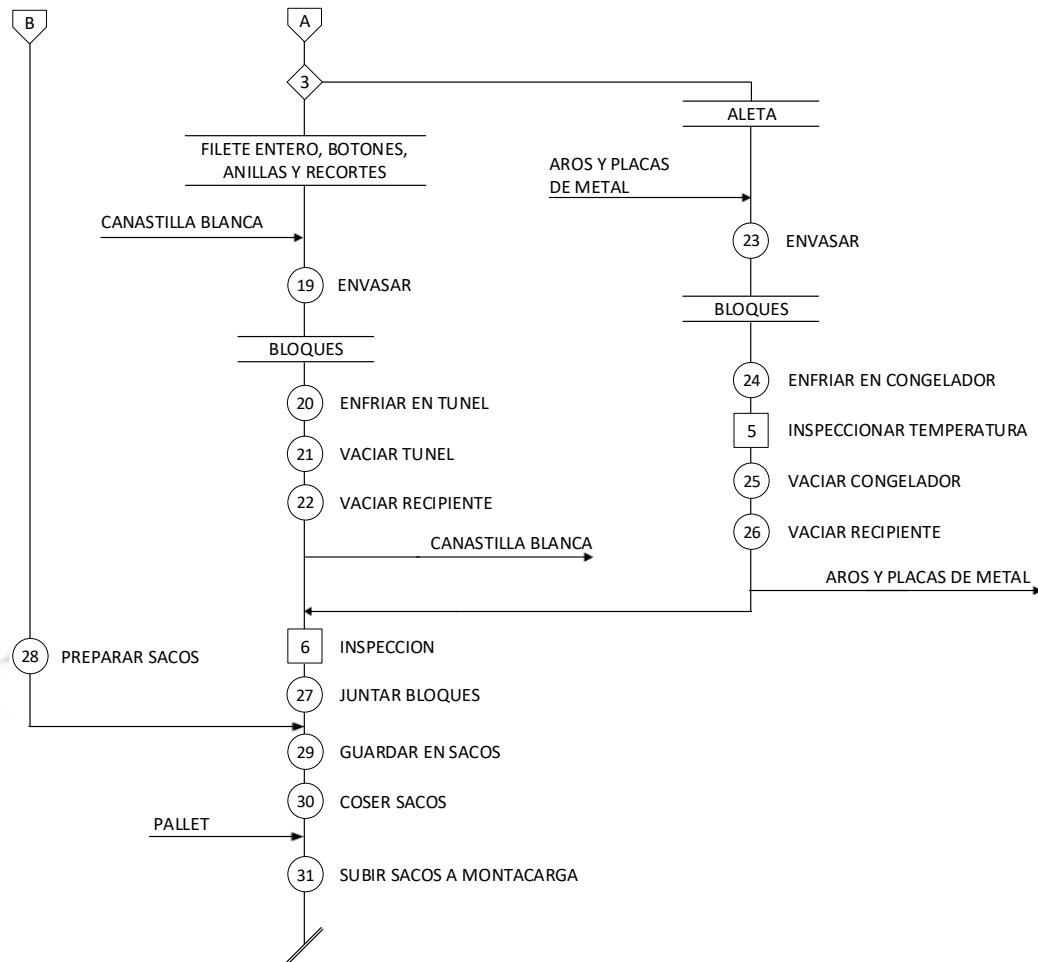 B
A
3
ALETA
FILETE ENTERO, BOTONES,
ANILLAS Y RECORTES
AROS Y PLACAS
DE METAL
CANASTILLA BLANCA
23 ENVASAR
19 ENVASAR
BLOQUES
BLOQUES
24 ENFRIAR EN CONGELADOR
20 ENFRIAR EN TUNEL
5 INSPECCIONAR TEMPERATURA
21 VACIAR TUNEL
25 VACIAR CONGELADOR
22 VACIAR RECIPIENTE
26 VACIAR RECIPIENTE
CANASTILLA BLANCA
AROS Y PLACAS DE METAL
6 INSPECCION
28 PREPARAR SACOS
27 JUNTAR BLOQUES
29 GUARDAR EN SACOS
30 COSER SACOS
PALLET
31 SUBIR SACOS A MONTACARGA